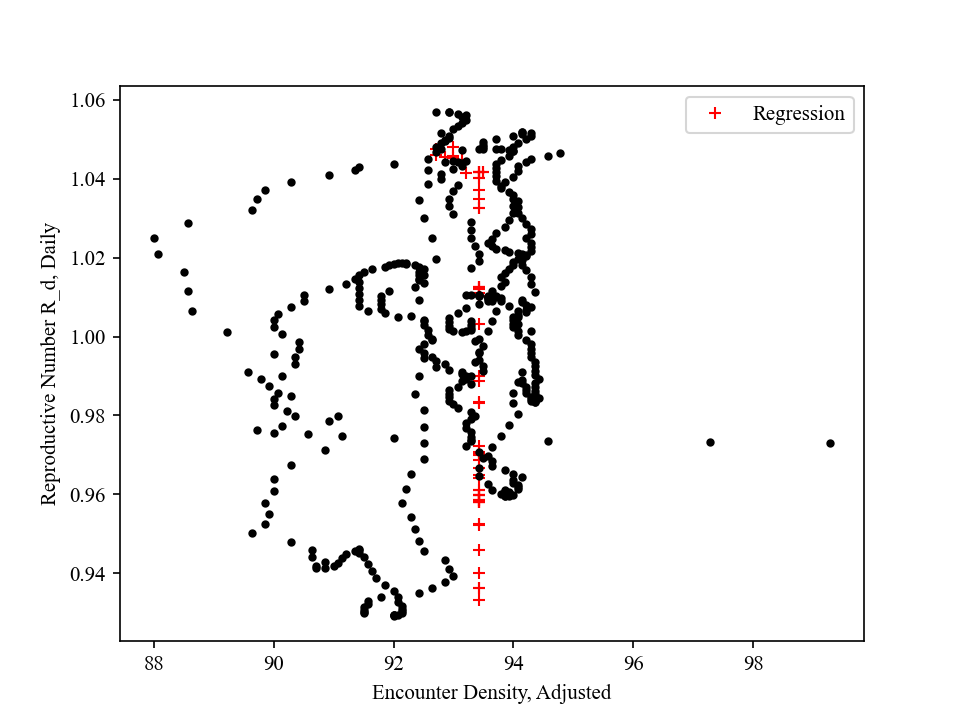 Regression
1.06
1.04
1.02
1.00
0.98
0.96
0.94
Reproductive Number R_d, Daily
88 90 92 94 96 98
Encounter Density, Adjusted